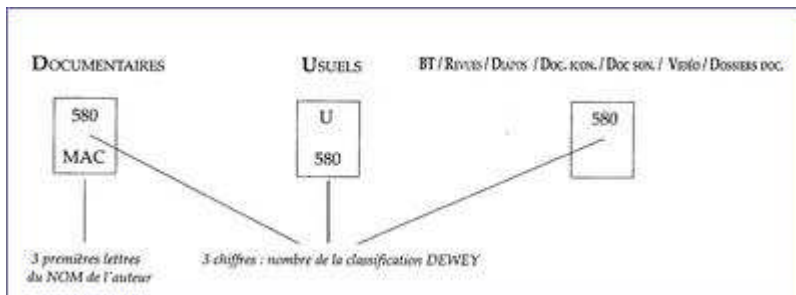 DOCUMENTAIRES
USUELS
BT / REVUES / DIAPOS / DOC. ICON. / DOC SON. / VIDÉO / DOSSIERS DOC.
580
MAC
U
580
580
3 premières lettres
du NOM de l'auteur
3 chiffres : nombre de la classification DEWEY